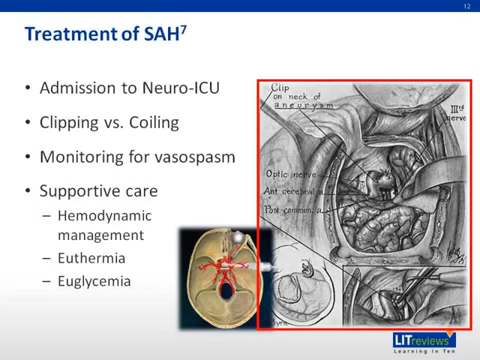 12
Treatment of SAH7
• Admission to Neuro-ICU
• Clipping vs. Coiling
• Monitoring for vasospasm
• Supportive care
– Hemodynamic
management
– Euthermia
– Euglycemia
Clip
on neck of
aneurysm
IIIrd
nerve
Optic nerve
Ant. cerebral a.
Post. commun. a.
LITreviews
Learning In Ten